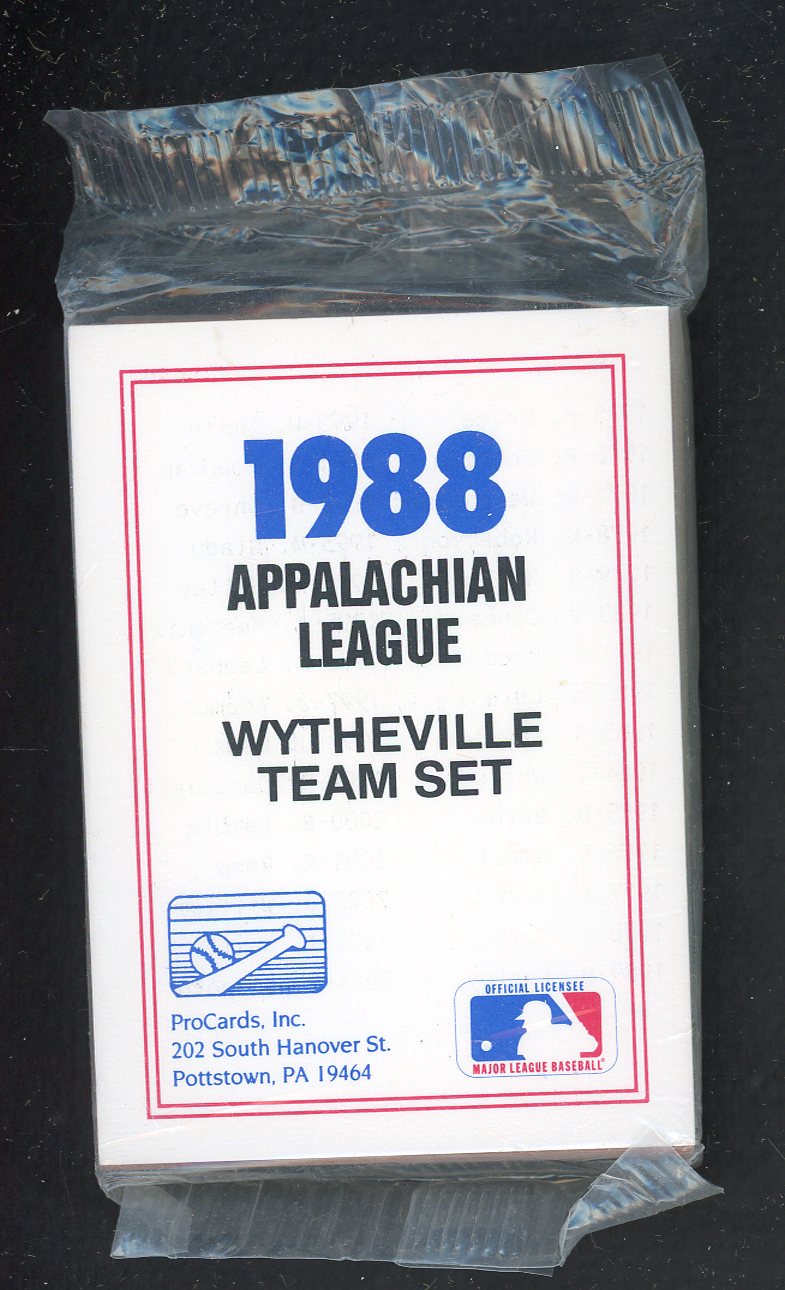 1988
APPALACHIAN
LEAGUE
WYTHEVILLE
TEAM SET
ProCards, Inc.
202 South Hanover St.
Pottstown, PA 19464
OFFICIAL LICENSEE
MAJOR LEAGUE BASEBALL®